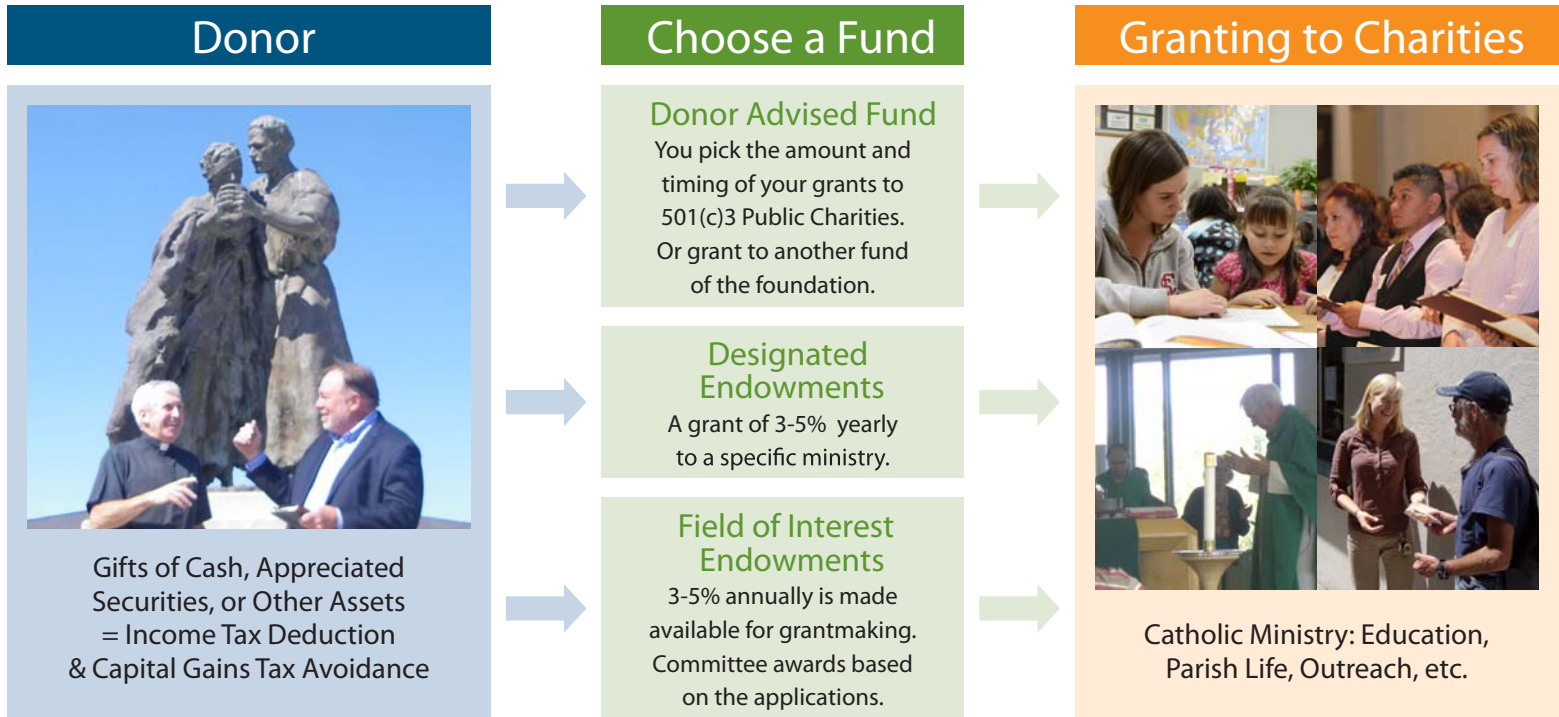 Donor
Gifts of Cash, Appreciated
Securities, or Other Assets
= Income Tax Deduction
& Capital Gains Tax Avoidance
Choose a Fund
Donor Advised Fund
You pick the amount and
timing of your grants to
501(c)3 Public Charities.
Or grant to another fund
of the foundation.
Designated
Endowments
A grant of 3-5% yearly
to a specific ministry.
Field of Interest
Endowments
3-5% annually is made
available for grantmaking.
Committee awards based
on the applications.
Granting to Charities
Catholic Ministry: Education,
Parish Life, Outreach, etc.